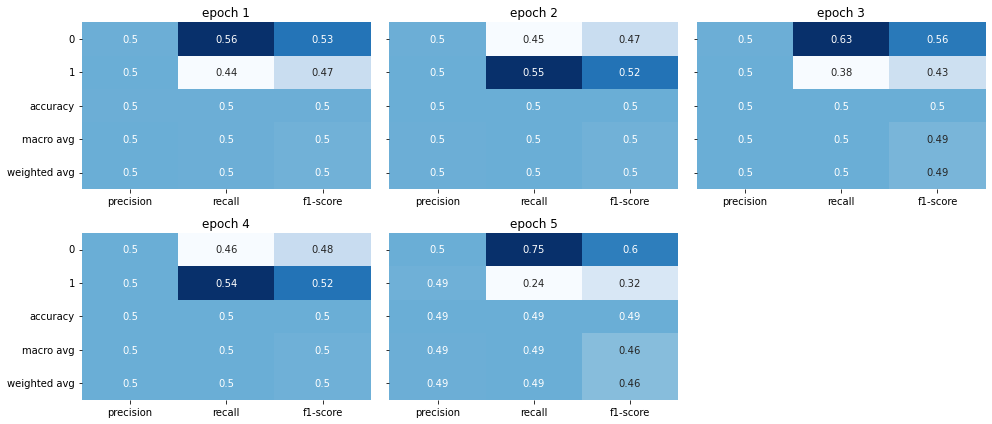 epoch 1 epoch 2 epoch 3
0 0.5 0.56 0.53 0.5 0.45 0.47 0.5 0.63 0.56
1 0.5 0.44 0.47 0.5 0.55 0.52 0.5 0.38 0.43
accuracy 0.5 0.5 0.5 0.5 0.5 0.5 0.5 0.5 0.5
macro avg 0.5 0.5 0.5 0.5 0.5 0.5 0.5 0.5 0.49
weighted avg 0.5 0.5 0.5 0.5 0.5 0.5 0.5 0.5 0.49
precision recall f1-score precision recall f1-score precision recall f1-score
epoch 4 epoch 5
0 0.5 0.46 0.48 0.5 0.75 0.6
1 0.5 0.54 0.52 0.49 0.24 0.32
accuracy 0.5 0.5 0.5 0.49 0.49 0.49
macro avg 0.5 0.5 0.5 0.49 0.49 0.46
weighted avg 0.5 0.5 0.5 0.49 0.49 0.46
precision recall f1-score precision recall f1-score